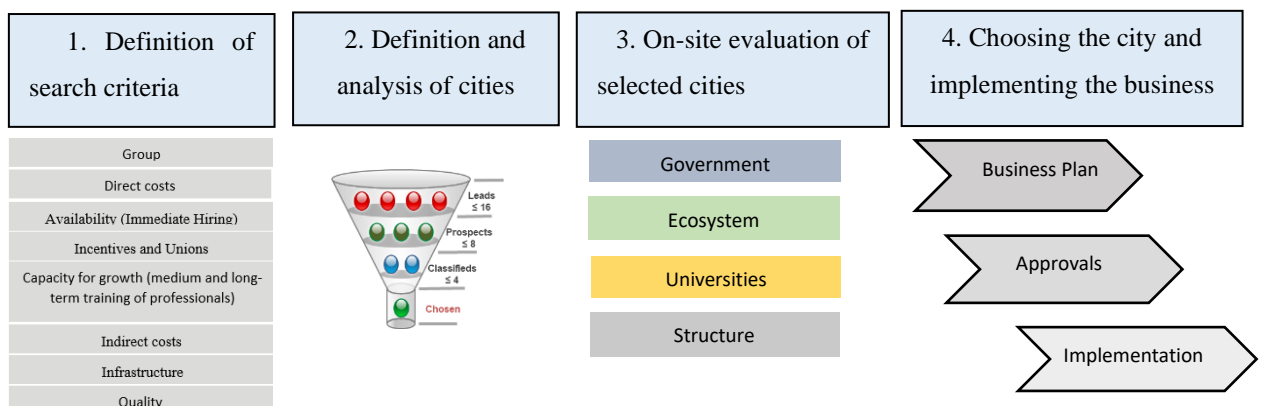 1. Definition of
search criteria
Group
Direct costs
Availability (Immediate Hiring)
Incentives and Unions
Capacity for growth (medium and long-
term training of professionals)
Indirect costs
Infrastructure
Quality
2. Definition and
analysis of cities
Leads
≤ 16
Prospects
≤ 8
Classifieds
≤ 4
Chosen
3. On-site evaluation of
selected cities
Government
Ecosystem
Universities
Structure
4. Choosing the city and
implementing the business
Business Plan
Approvals
Implementation